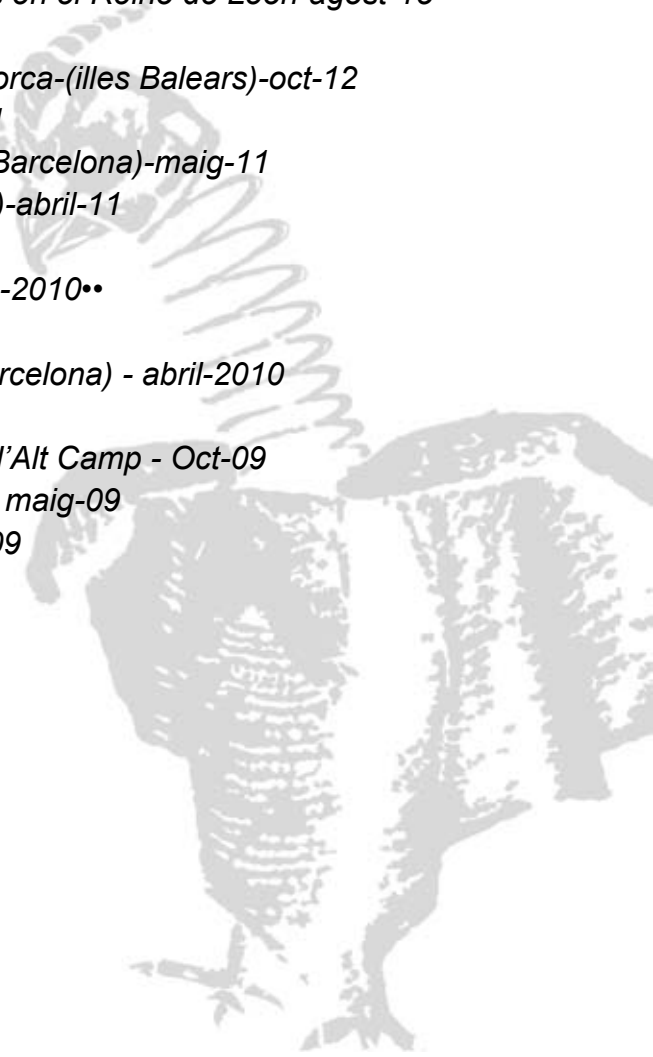 en el Reino de León-agost-13
orca-(illes Balears)-oct-12
Barcelona)-maig-11
)-abril-11
-2010••
rcelona) - abril-2010
l’Alt Camp - Oct-09
maig-09
09